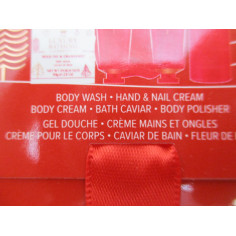 BODY WASH • HAND & NAIL CREAM
BODY CREAM • BATH CAVIAR • BODY POLISHER
GEL DOUCHE • CRÈME MAINS ET ONGLES
CRÈME POUR LE CORPS • CAVIAR DE BAIN • FLEUR DE